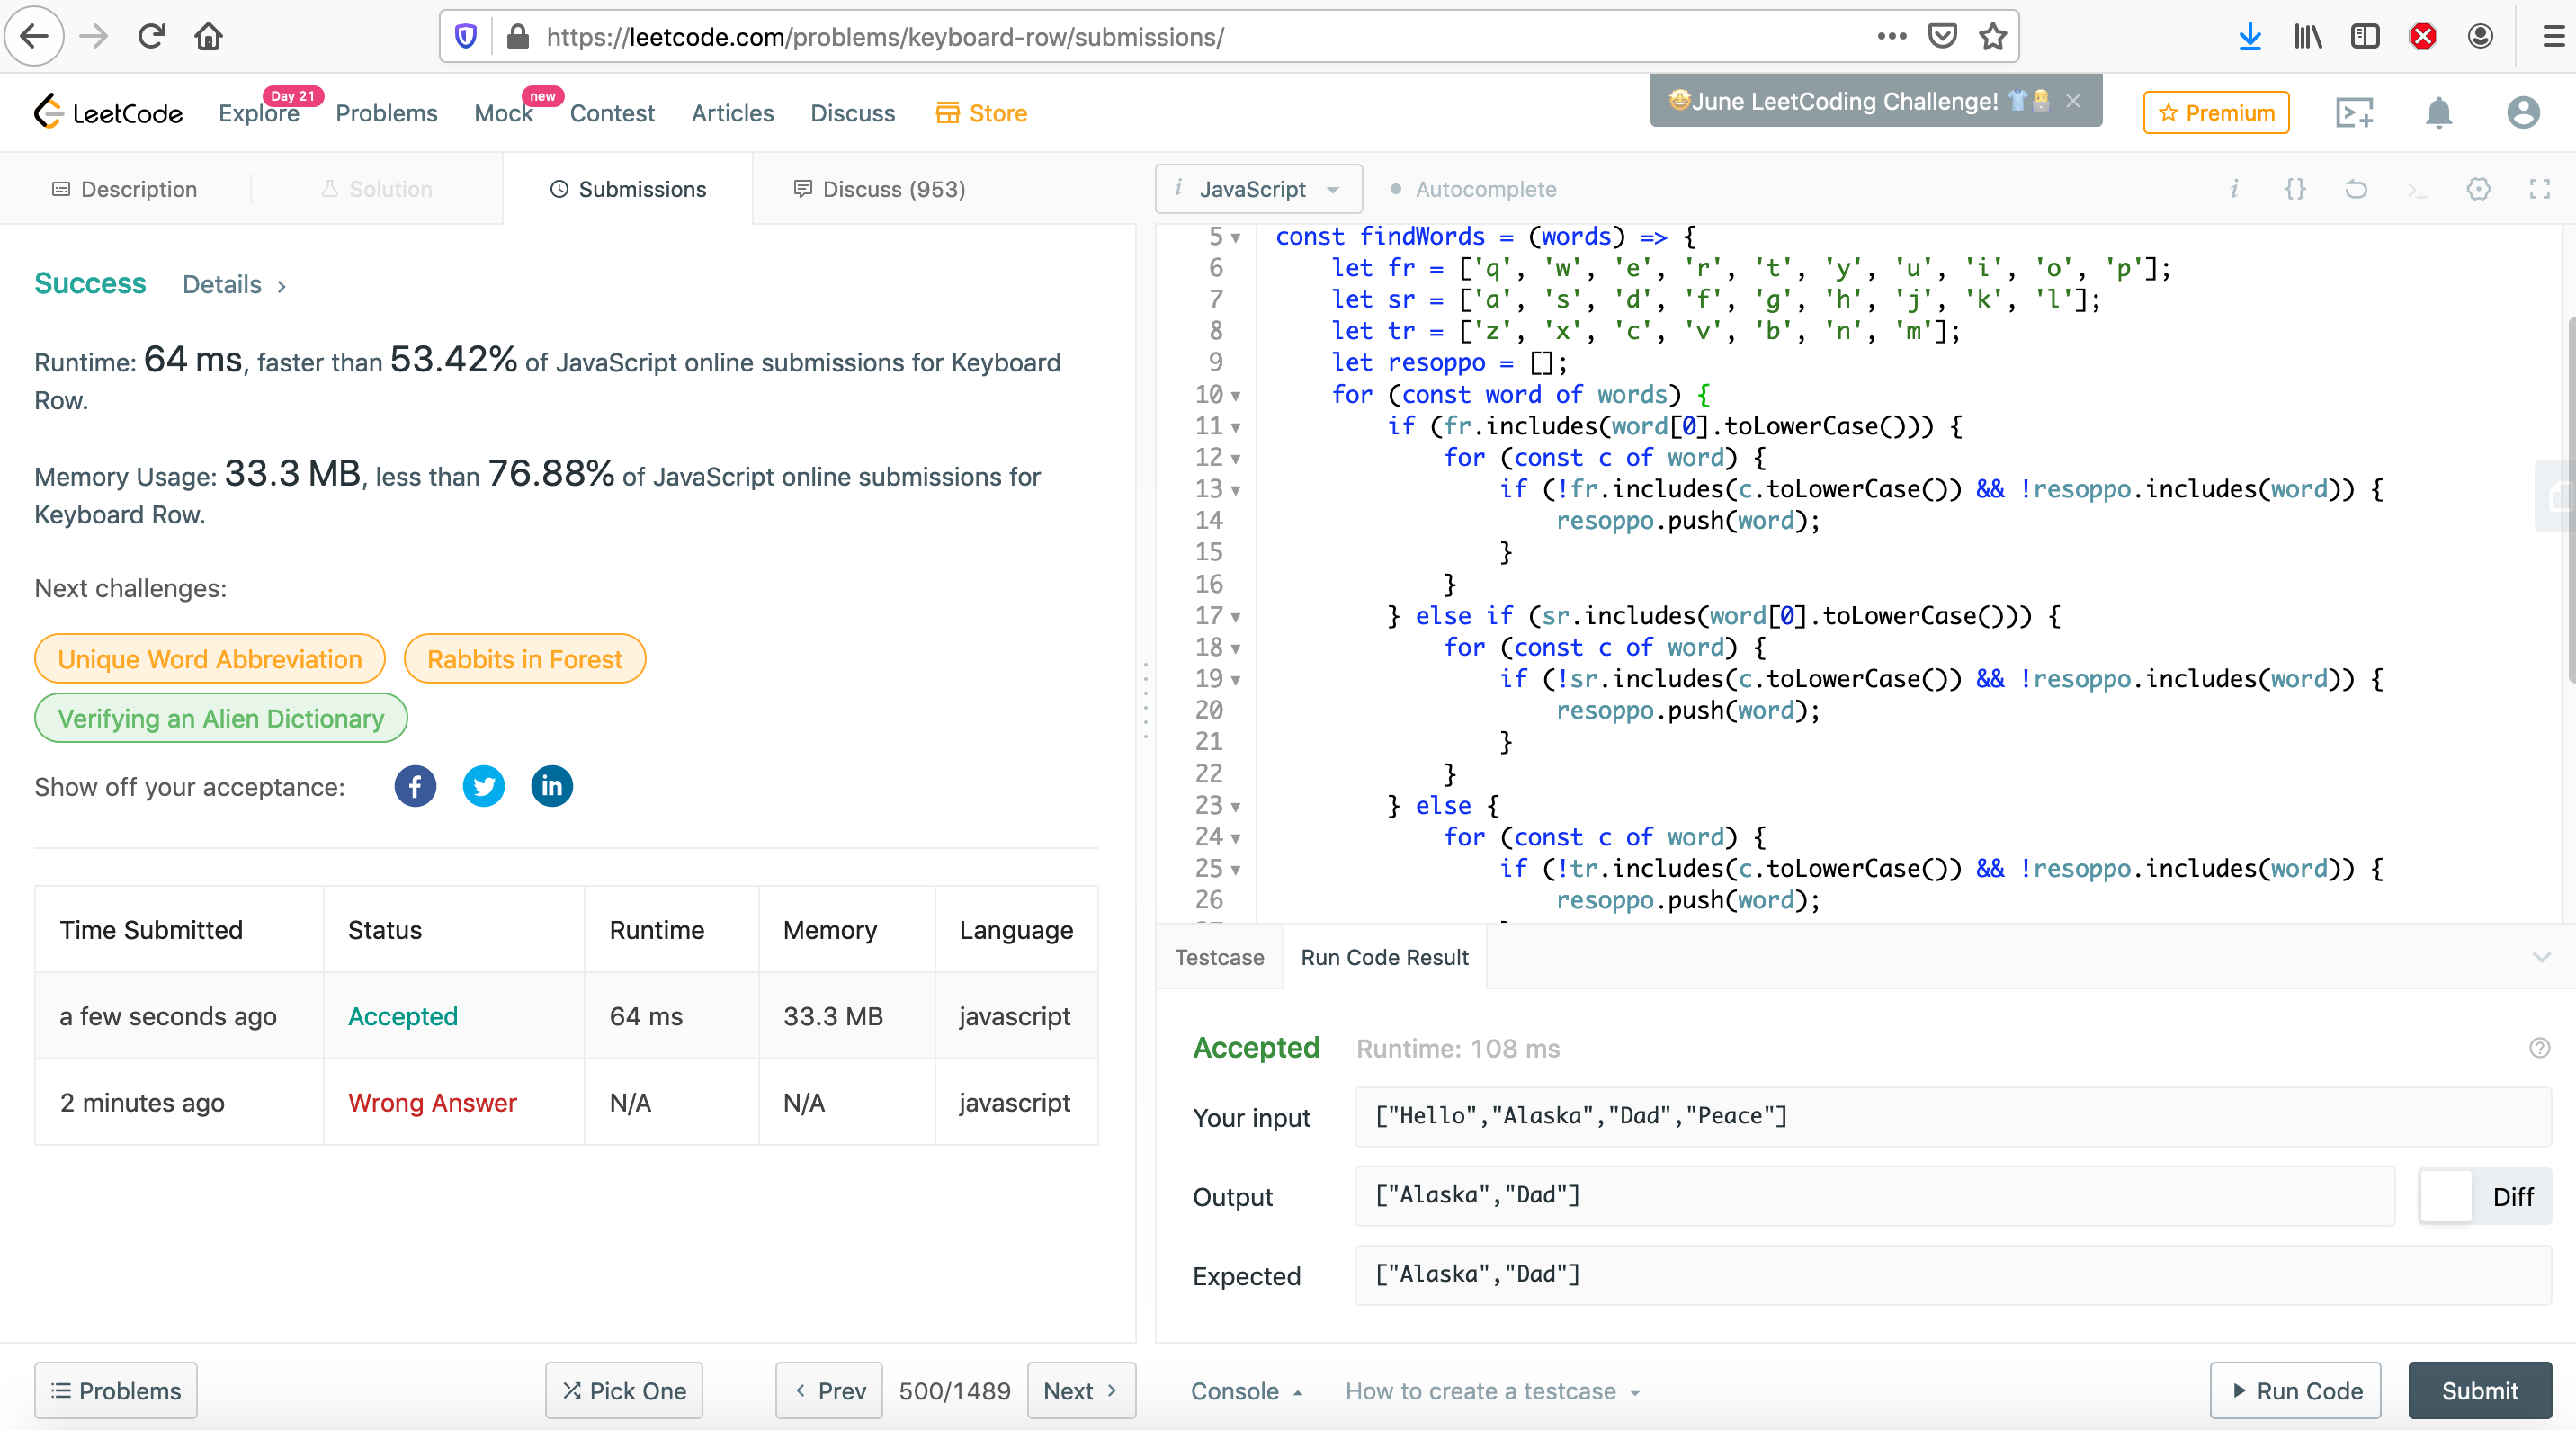 https://leetcode.com/problems/keyboard-row/submissions/
LeetCode
Explore
Day 21
Problems
Mock
new
Contest
Articles
Discuss
Store
🤩June LeetCoding Challenge! 👕
Premium
Description
Solution
Submissions
Discuss (953)
i JavaScript
Autocomplete
Success
Details
Runtime: 64 ms, faster than 53.42% of JavaScript online submissions for Keyboard
Row.
Memory Usage: 33.3 MB, less than 76.88% of JavaScript online submissions for
Keyboard Row.
Next challenges:
Unique Word Abbreviation
Rabbits in Forest
Verifying an Alien Dictionary
Show off your acceptance:
Time Submitted Status Runtime Memory Language
a few seconds ago Accepted 64 ms 33.3 MB javascript
2 minutes ago Wrong Answer N/A N/A javascript
5 const findWords = (words) => {
6 let fr = ['q', 'w', 'e', 'r', 't', 'y', 'u', 'i', 'o', 'p'];
7 let sr = ['a', 's', 'd', 'f', 'g', 'h', 'j', 'k', 'l'];
8 let tr = ['z', 'x', 'c', 'v', 'b', 'n', 'm'];
9 let resoppo = [];
10 for (const word of words) {
11 if (fr.includes(word[0].toLowerCase())) {
12 for (const c of word) {
13 if (!fr.includes(c.toLowerCase()) && !resoppo.includes(word)) {
14 resoppo.push(word);
15 }
16 }
17 } else if (sr.includes(word[0].toLowerCase())) {
18 for (const c of word) {
19 if (!sr.includes(c.toLowerCase()) && !resoppo.includes(word)) {
20 resoppo.push(word);
21 }
22 }
23 } else {
24 for (const c of word) {
25 if (!tr.includes(c.toLowerCase()) && !resoppo.includes(word)) {
26 resoppo.push(word);
Testcase
Run Code Result
Accepted Runtime: 108 ms
Your input ["Hello","Alaska","Dad","Peace"]
Output ["Alaska","Dad"]
Diff
Expected ["Alaska","Dad"]
Problems
Pick One
Prev
500/1489
Next
Console
How to create a testcase
Run Code
Submit